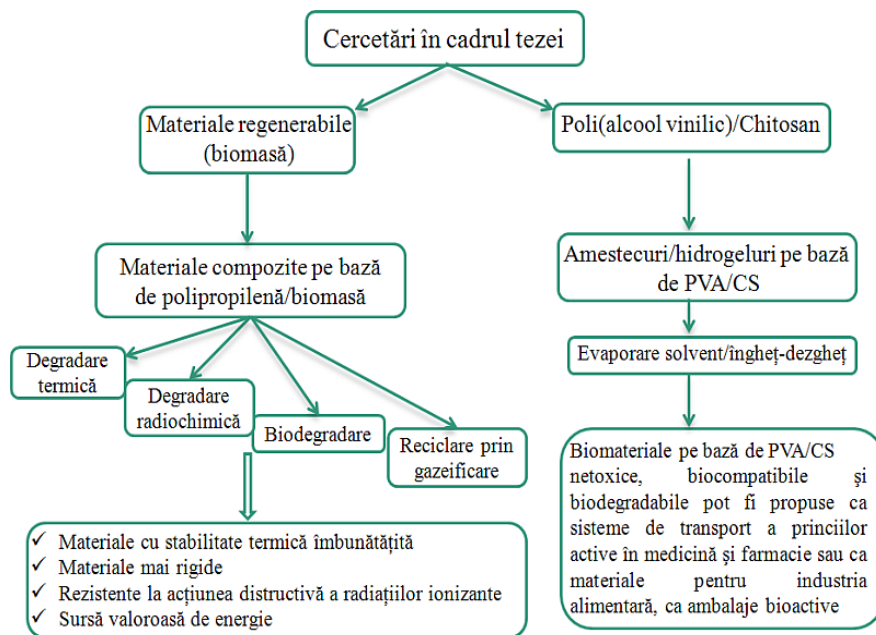 Cercetări în cadrul tezei
Materiale regenerabile
(biomasă)
Poli(alcool vinilic)/Chitosan
Materiale compozite pe bază
de polipropilenă/biomasă
Amestecuri/hidrogeluri pe bază
de PVA/CS
Evaporare solvent/îngheț-dezgheț
Degradare
termică
Degradare
radiochimică
Biodegradare
Reciclare prin
gazeificare
✓ Materiale cu stabilitate termică îmbunătățită
✓ Materiale mai rigide
✓ Rezistente la acțiunea distructivă a radiațiilor ionizante
✓ Sursă valoroasă de energie
Biomateriale pe bază de PVA/CS
netoxice, biocompatibile și
biodegradabile pot fi propuse ca
sisteme de transport a princiilor
active în medicină și farmacie sau ca
materiale pentru industria
alimentară, ca ambalaje bioactive